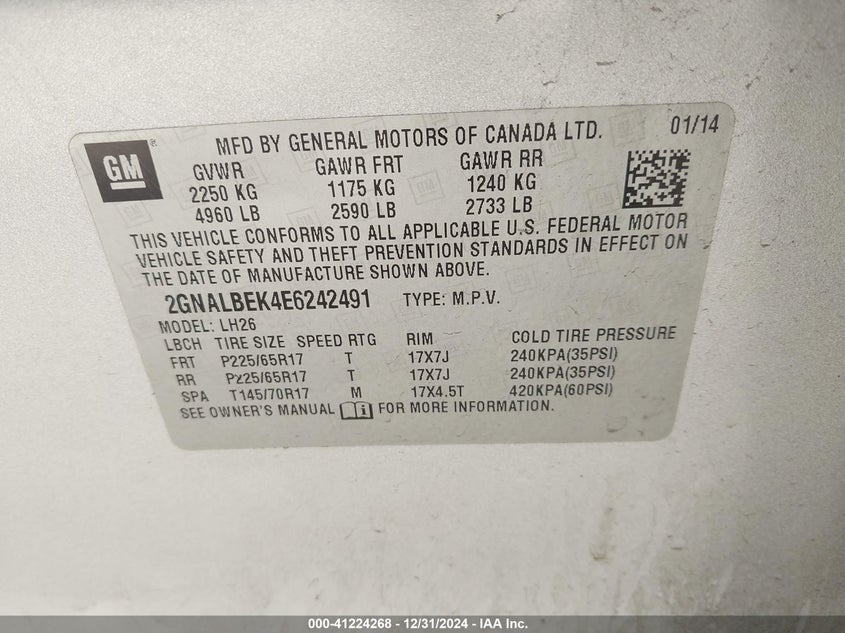 GM
MFD BY GENERAL MOTORS OF CANADA LTD. 01/14
GVWR GAWR FRT GAWR RR
2250 KG 1175 KG 1240 KG
4960 LB 2590 LB 2733 LB
THIS VEHICLE CONFORMS TO ALL APPLICABLE U.S. FEDERAL MOTOR
VEHICLE SAFETY AND THEFT PREVENTION STANDARDS IN EFFECT ON
THE DATE OF MANUFACTURE SHOWN ABOVE.
2GNALBEK4E6242491 TYPE: M.P.V.
MODEL: LH26
LBCH TIRE SIZE SPEED RTG RIM COLD TIRE PRESSURE
FRT P225/65R17 T 17X7J 240KPA(35PSI)
RR P225/65R17 T 17X7J 240KPA(35PSI)
SPA T145/70R17 M 17X4.5T 420KPA(60PSI)
SEE OWNER'S MANUAL i FOR MORE INFORMATION.
000-41224268 - 12/31/2024 - IAA Inc.